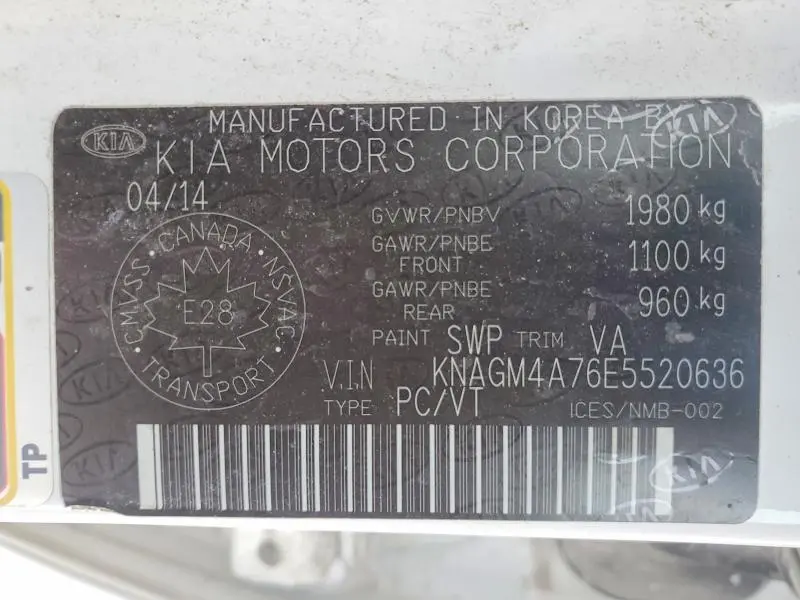 MANUFACTURED IN KOREA BY
KIA
KIA MOTORS CORPORATION
04/14
GVWR/PNBV 1980 kg
GAWR/PNBE FRONT 1100 kg
GAWR/PNBE REAR 960 kg
PAINT SWP TRIM VA
CANADA · NSVAC · TRANSPORT · CMVSS
E28
V.I.N KNAGM4A76E5520636
TYPE PC/VT ICES/NMB-002
KIA
KIA
TP